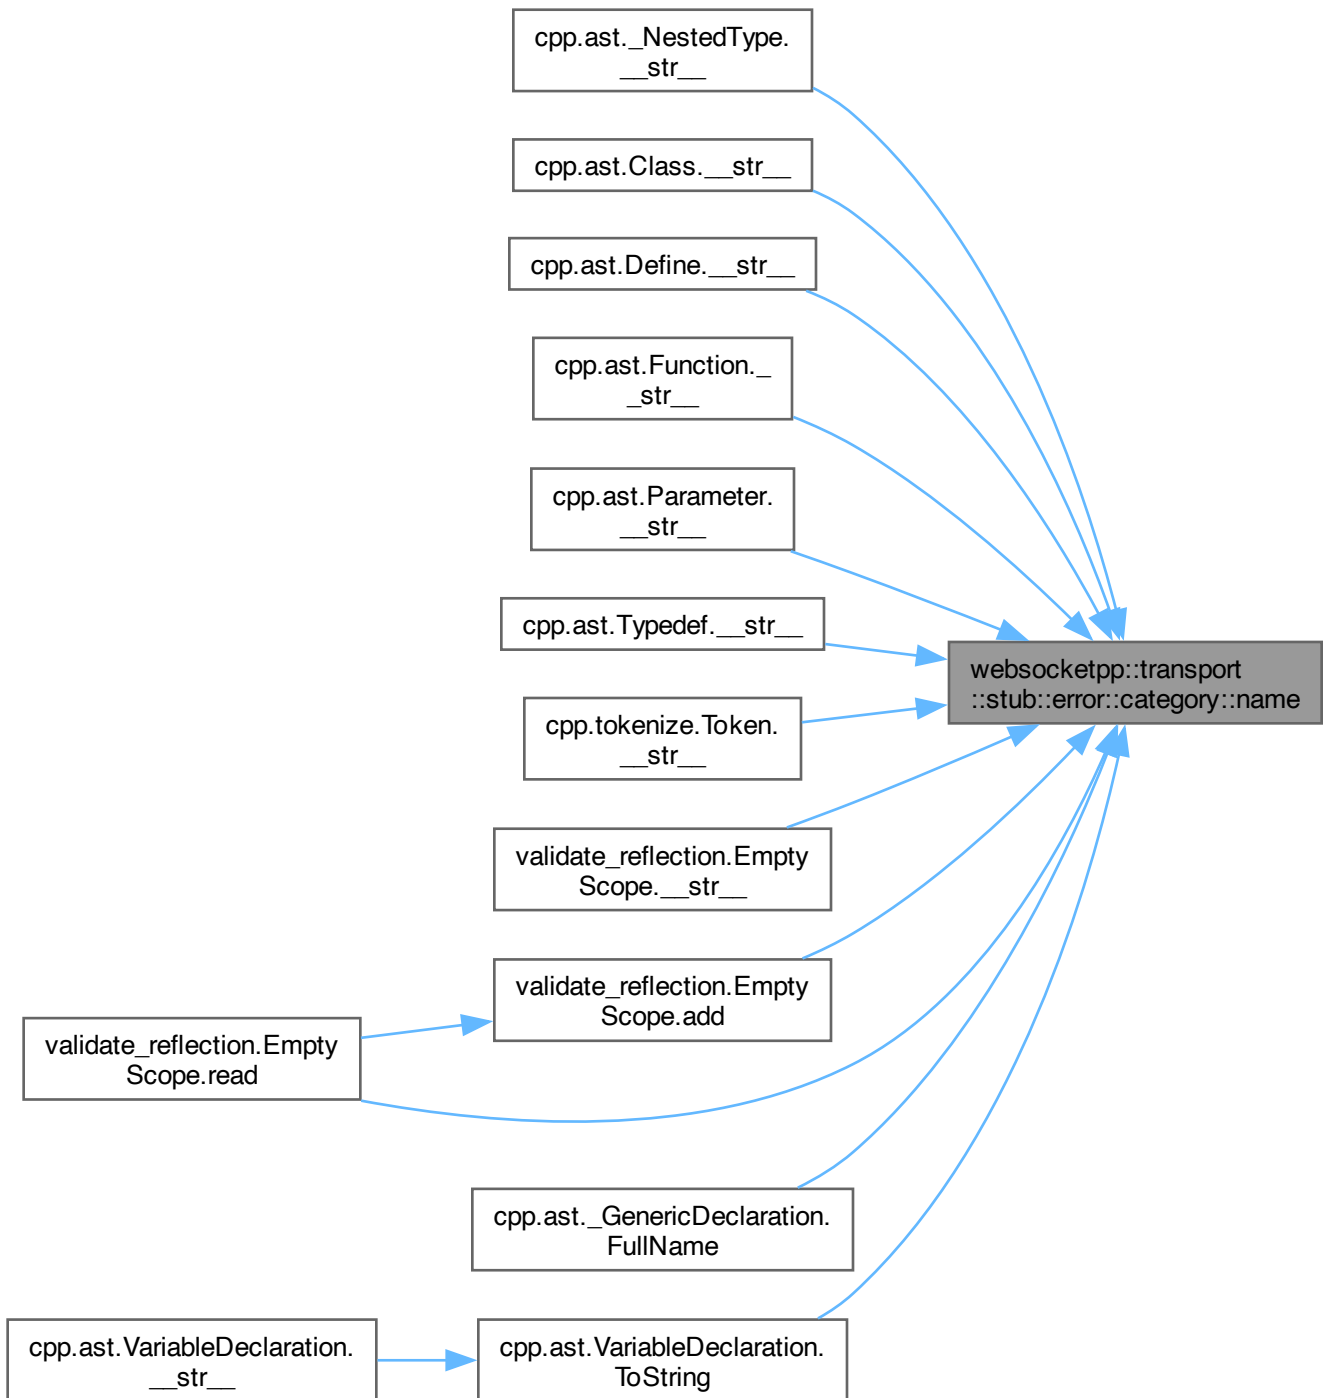 cpp.ast._NestedType.
__str__
cpp.ast.Class.__str__
cpp.ast.Define.__str__
cpp.ast.Function._
_str__
cpp.ast.Parameter.
__str__
cpp.ast.Typedef.__str__
websocketpp::transport
::stub::error::category::name
cpp.tokenize.Token.
__str__
validate_reflection.Empty
Scope.__str__
validate_reflection.Empty
Scope.add
validate_reflection.Empty
Scope.read
cpp.ast._GenericDeclaration.
FullName
cpp.ast.VariableDeclaration.
__str__
cpp.ast.VariableDeclaration.
ToString